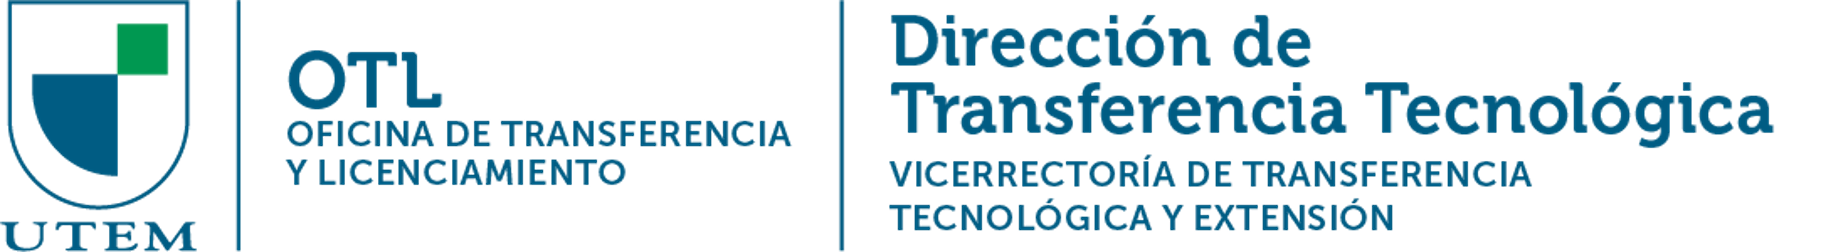 UTEM
OTL
OFICINA DE TRANSFERENCIA
Y LICENCIAMIENTO
Dirección de
Transferencia Tecnológica
VICERRECTORÍA DE TRANSFERENCIA
TECNOLÓGICA Y EXTENSIÓN